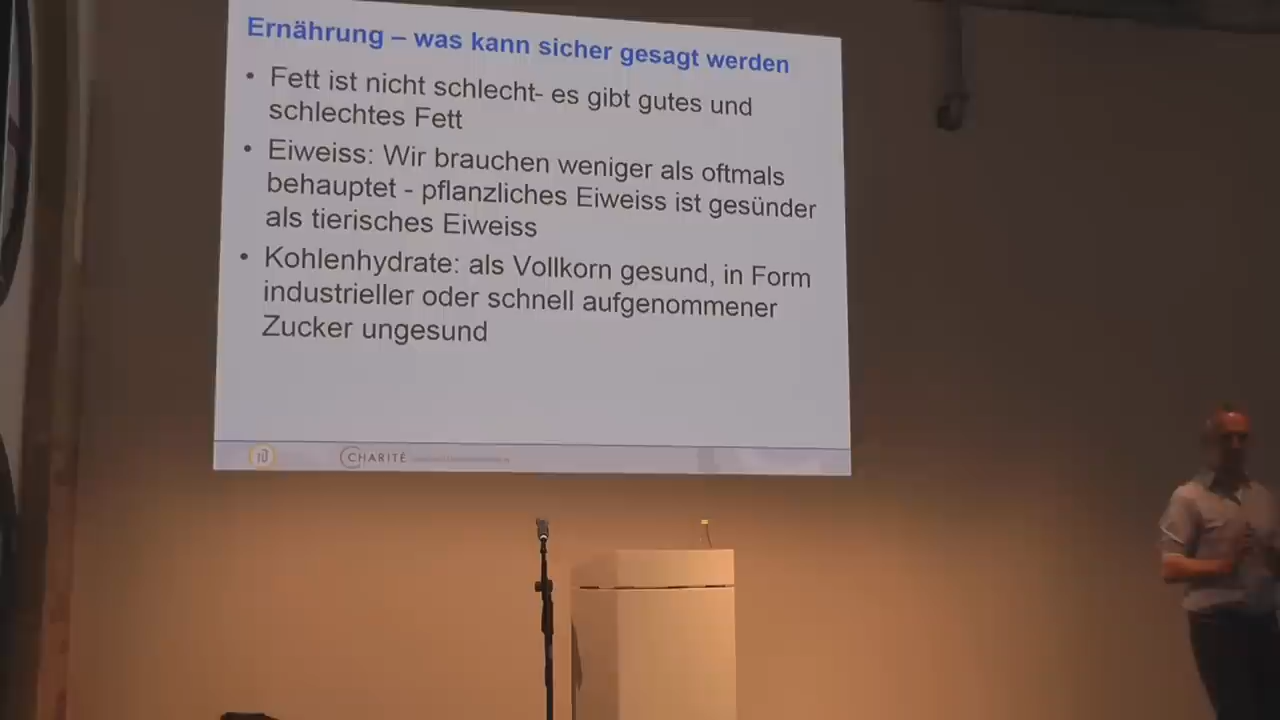 Ernährung – was kann sicher gesagt werden
• Fett ist nicht schlecht- es gibt gutes und
schlechtes Fett
• Eiweiss: Wir brauchen weniger als oftmals
behauptet - pflanzliches Eiweiss ist gesünder
als tierisches Eiweiss
• Kohlenhydrate: als Vollkorn gesund, in Form
industrieller oder schnell aufgenommener
Zucker ungesund
CHARITÉ